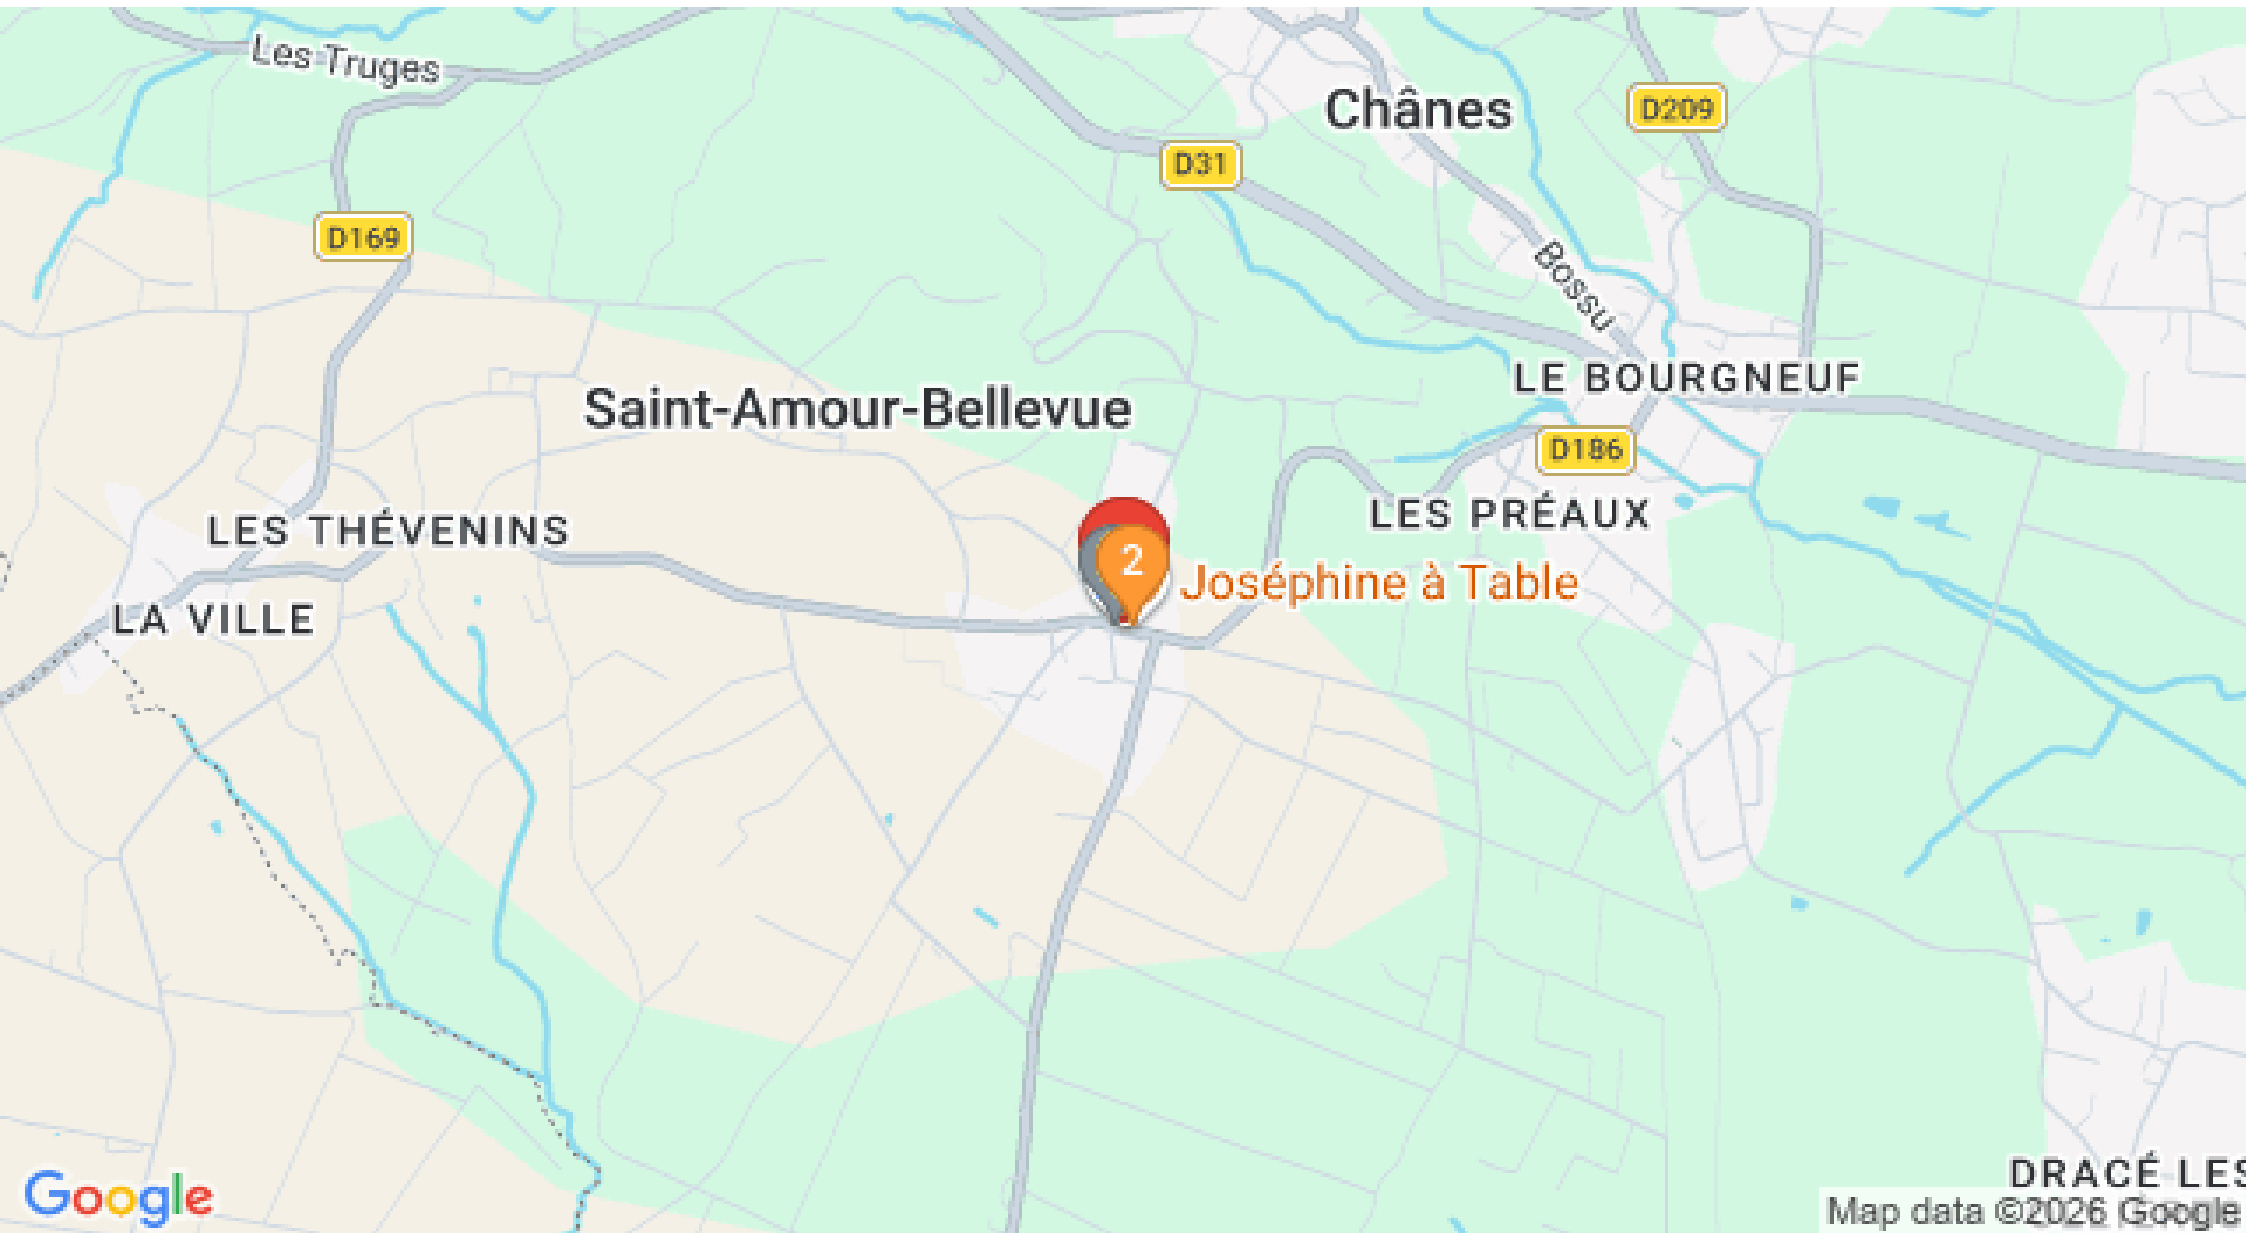 Les Truges
Chânes
D209
D31
D169
Bossu
LE BOURGNEUF
Saint-Amour-Bellevue
D186
LES PRÉAUX
LES THÉVENINS
2
Joséphine à Table
LA VILLE
DRACÉ LES
Google
Map data ©2026 Google